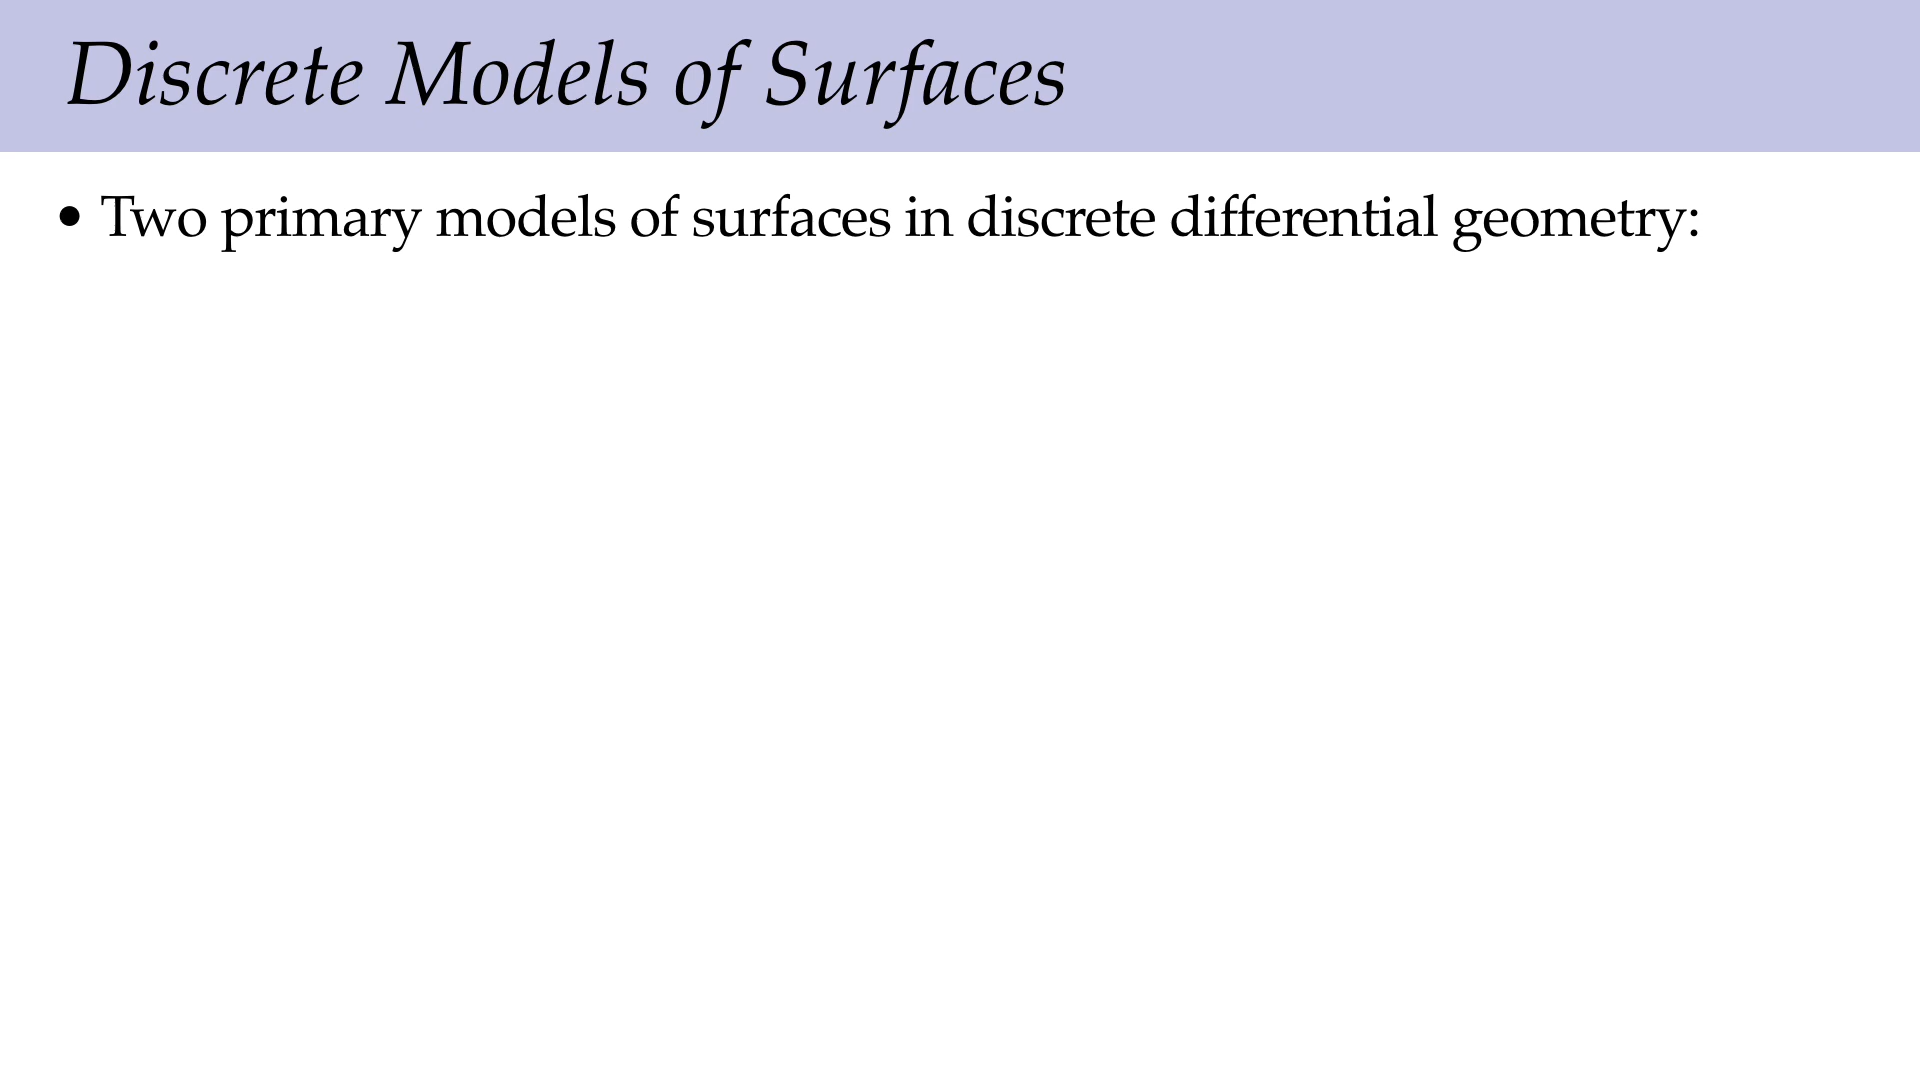 Discrete Models of Surfaces
• Two primary models of surfaces in discrete differential geometry: